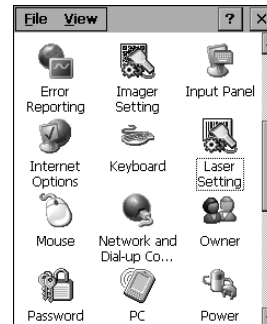 File View ? ×
Error Reporting
Imager Setting
Input Panel
Internet Options
Keyboard
Laser Setting
Mouse
Network and Dial-up Co...
Owner
Password
PC
Power